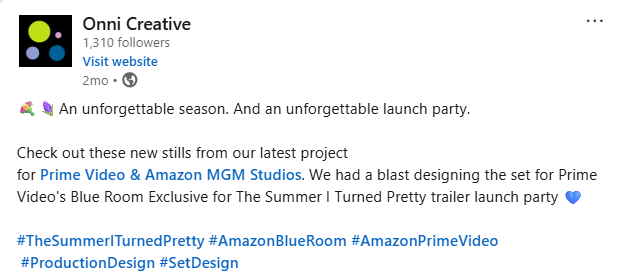 Onni Creative
1,310 followers
Visit website
2mo •
💐 🪻 An unforgettable season. And an unforgettable launch party.
Check out these new stills from our latest project
for Prime Video & Amazon MGM Studios. We had a blast designing the set for Prime
Video's Blue Room Exclusive for The Summer I Turned Pretty trailer launch party 💙
#TheSummerITurnedPretty #AmazonBlueRoom #AmazonPrimeVideo
#ProductionDesign #SetDesign